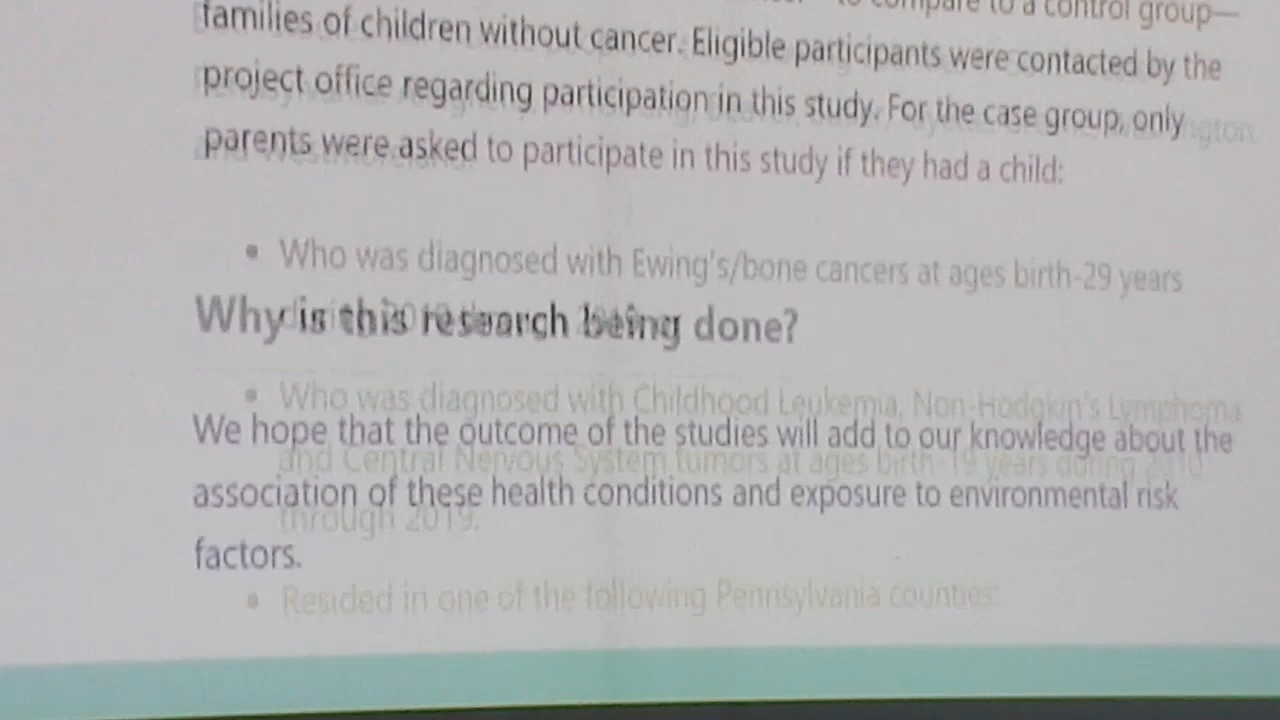 to compare to a control group—
families of children without cancer. Eligible participants were contacted by the
project office regarding participation in this study. For the case group, only
parents were asked to participate in this study if they had a child:
• Who was diagnosed with Ewing's/bone cancers at ages birth-29 years
Why is this research being done?
• Who was diagnosed with Childhood Leukemia, Non-Hodgkin's Lymphoma
We hope that the outcome of the studies will add to our knowledge about the
and Central Nervous System tumors at ages birth-19 years during 2010
association of these health conditions and exposure to environmental risk
through 2019.
factors.
• Resided in one of the following Pennsylvania counties: